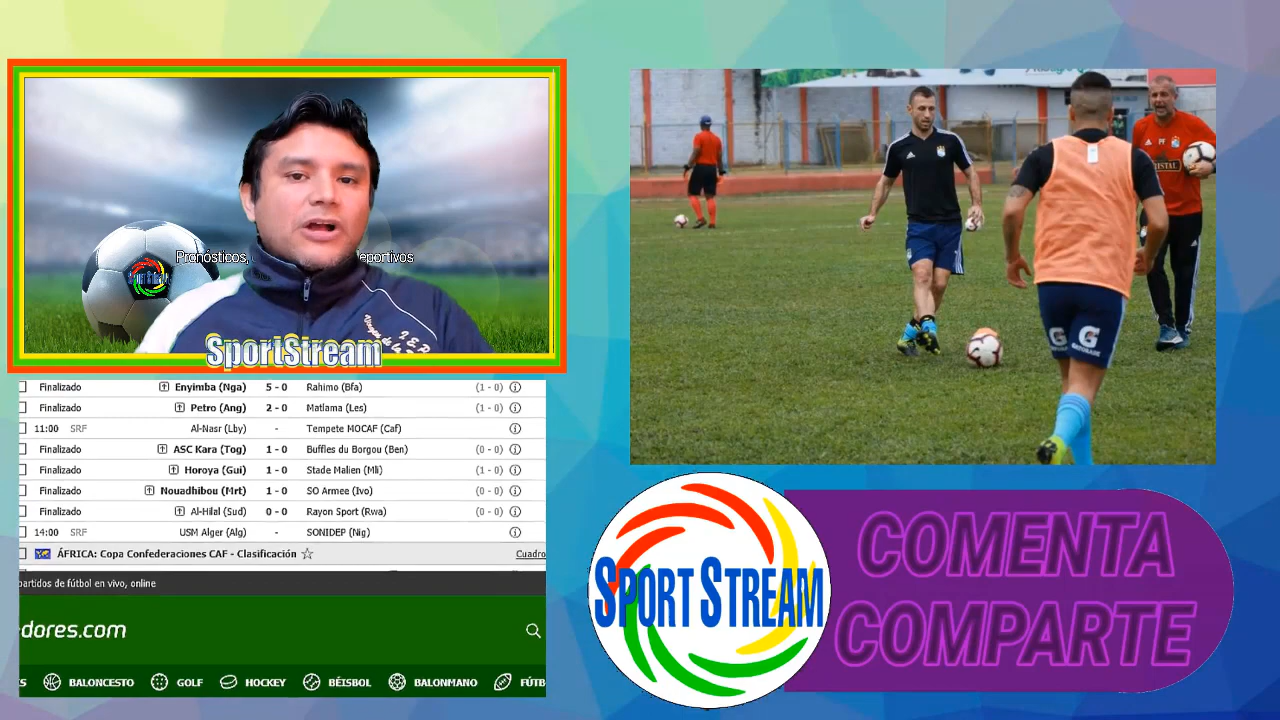 Pronósticos,
deportivos
SportStream
Finalizado Enyimba (Nga) 5 - 0 Rahimo (Bfa) (1 - 0)
Finalizado Petro (Ang) 2 - 0 Matlama (Les) (1 - 0)
11:00 SRF Al-Nasr (Lby) - Tempete MOCAF (Caf)
Finalizado ASC Kara (Tog) 1 - 0 Buffles du Borgou (Ben) (0 - 0)
Finalizado Horoya (Gui) 1 - 0 Stade Malien (Mli) (1 - 0)
Finalizado Nouadhibou (Mrt) 1 - 0 SO Armee (Ivo) (0 - 0)
Finalizado Al-Hilal (Sud) 0 - 0 Rayon Sport (Rwa) (0 - 0)
14:00 SRF USM Alger (Alg) - SONIDEP (Nig)
ÁFRICA: Copa Confederaciones CAF - Clasificación Cuadro
partidos de fútbol en vivo, online
dores.com
S BALONCESTO GOLF HOCKEY BÉISBOL BALONMANO FÚTB
PF
G G
GATORADE
SPORT STREAM
COMENTA
COMPARTE